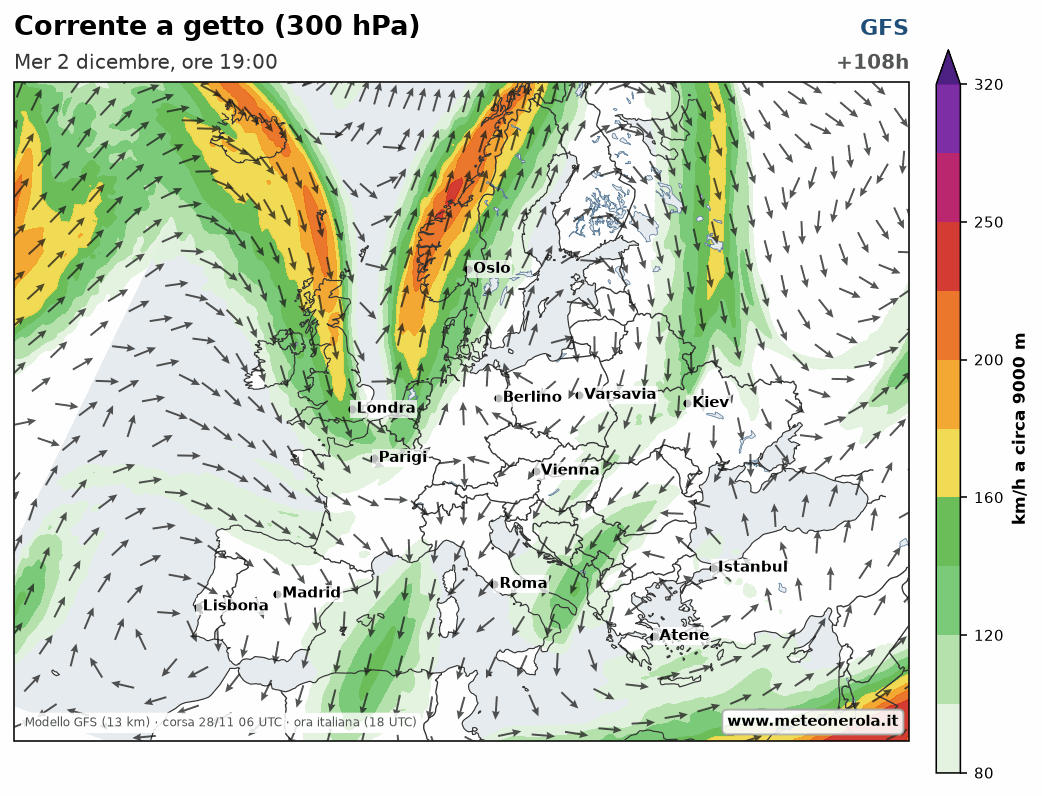 Corrente a getto (300 hPa)
GFS
Mer 2 dicembre, ore 19:00
+108h
320
250
200
160
120
80
km/h a circa 9000 m
Oslo
Londra
Berlino
Varsavia
Kiev
Parigi
Vienna
Istanbul
Roma
Madrid
Lisbona
Atene
Modello GFS (13 km) · corsa 28/11 06 UTC · ora italiana (18 UTC)
www.meteonerola.it